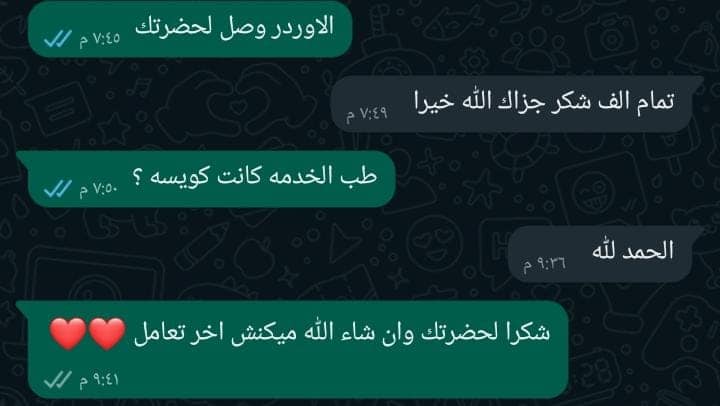 الاوردر وصل لحضرتك
٧:٤٥ م
تمام الف شكر جزاك الله خيرا
٧:٤٩ م
طب الخدمه كانت كويسه ؟
٧:٥٠ م
الحمد لله
٩:٣٦ م
شكرا لحضرتك وان شاء الله ميكنش اخر تعامل ❤️❤️
٩:٤١ م